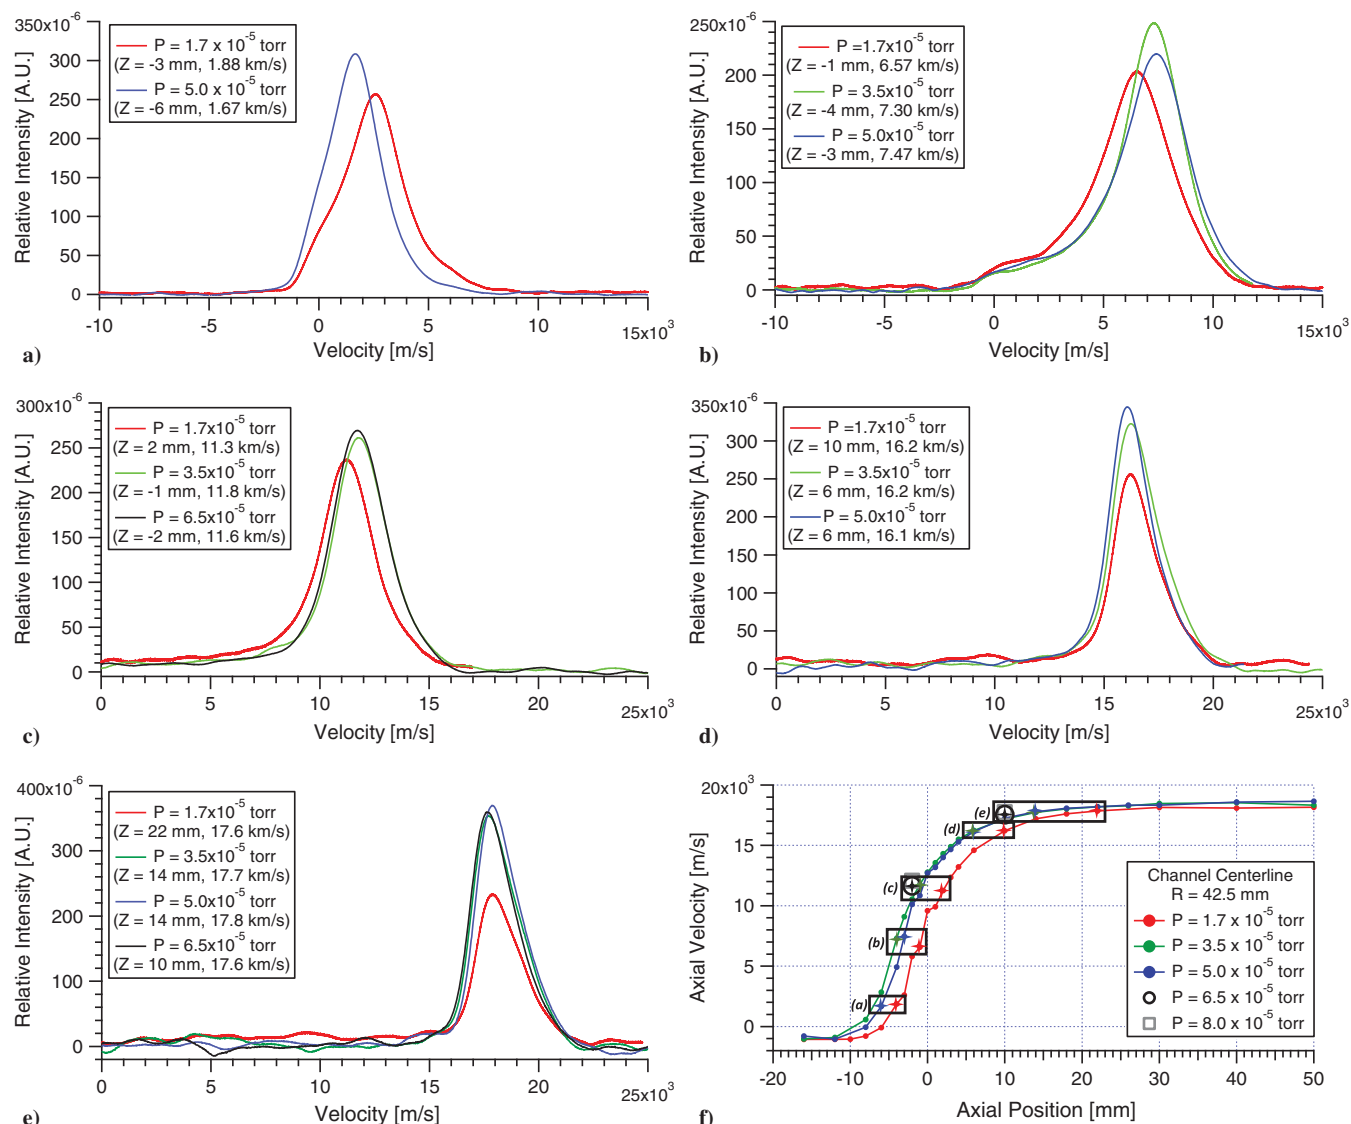 350x10-6
300
250
200
150
100
50
0
Relative Intensity [A.U.]
P = 1.7 x 10-5 torr
(Z = -3 mm, 1.88 km/s)
P = 5.0 x 10-5 torr
(Z = -6 mm, 1.67 km/s)
-10
-5
0
5
10
15x103
Velocity [m/s]
a)
250x10-6
200
150
100
50
0
Relative Intensity [A.U.]
P =1.7x10-5 torr
(Z = -1 mm, 6.57 km/s)
P = 3.5x10-5 torr
(Z = -4 mm, 7.30 km/s)
P = 5.0x10-5 torr
(Z = -3 mm, 7.47 km/s)
-10
-5
0
5
10
15x103
Velocity [m/s]
b)
300x10-6
250
200
150
100
50
0
Relative Intensity [A.U.]
P = 1.7x10-5 torr
(Z = 2 mm, 11.3 km/s)
P = 3.5x10-5 torr
(Z = -1 mm, 11.8 km/s)
P = 6.5x10-5 torr
(Z = -2 mm, 11.6 km/s)
0
5
10
15
20
25x103
Velocity [m/s]
c)
350x10-6
300
250
200
150
100
50
0
Relative Intensity [A.U.]
P =1.7x10-5 torr
(Z = 10 mm, 16.2 km/s)
P = 3.5x10-5 torr
(Z = 6 mm, 16.2 km/s)
P = 5.0x10-5 torr
(Z = 6 mm, 16.1 km/s)
0
5
10
15
20
25x103
Velocity [m/s]
d)
400x10-6
300
200
100
0
Relative Intensity [A.U.]
P = 1.7x10-5 torr
(Z = 22 mm, 17.6 km/s)
P = 3.5x10-5 torr
(Z = 14 mm, 17.7 km/s)
P = 5.0x10-5 torr
(Z = 14 mm, 17.8 km/s)
P = 6.5x10-5 torr
(Z = 10 mm, 17.6 km/s)
0
5
10
15
20
25x103
Velocity [m/s]
e)
20x103
15
10
5
0
Axial Velocity [m/s]
(e)
(d)
(c)
(b)
(a)
Channel Centerline
R = 42.5 mm
P = 1.7 x 10-5 torr
P = 3.5 x 10-5 torr
P = 5.0 x 10-5 torr
P = 6.5 x 10-5 torr
P = 8.0 x 10-5 torr
-20
-10
0
10
20
30
40
50
Axial Position [mm]
f)